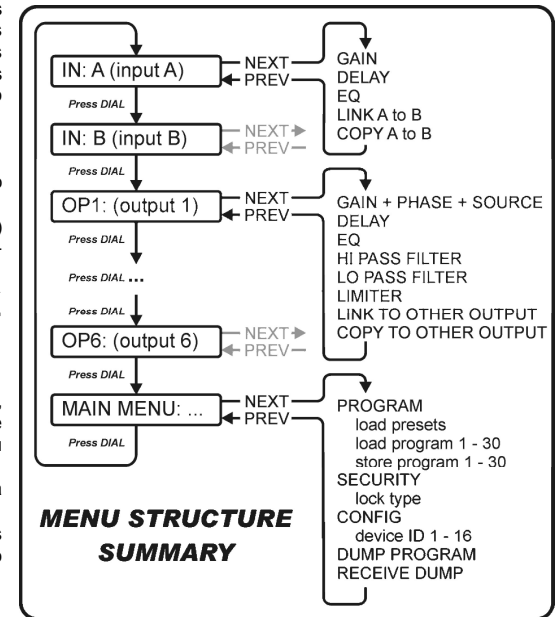 IN: A (input A)
NEXT
PREV
GAIN
DELAY
EQ
LINK A to B
COPY A to B
Press DIAL
IN: B (input B)
NEXT
PREV
Press DIAL
OP1: (output 1)
NEXT
PREV
GAIN + PHASE + SOURCE
DELAY
EQ
HI PASS FILTER
LO PASS FILTER
LIMITER
LINK TO OTHER OUTPUT
COPY TO OTHER OUTPUT
Press DIAL
Press DIAL ...
Press DIAL
OP6: (output 6)
NEXT
PREV
Press DIAL
MAIN MENU: ...
NEXT
PREV
PROGRAM
load presets
load program 1 - 30
store program 1 - 30
SECURITY
lock type
CONFIG
device ID 1 - 16
DUMP PROGRAM
RECEIVE DUMP
Press DIAL
MENU STRUCTURE
SUMMARY